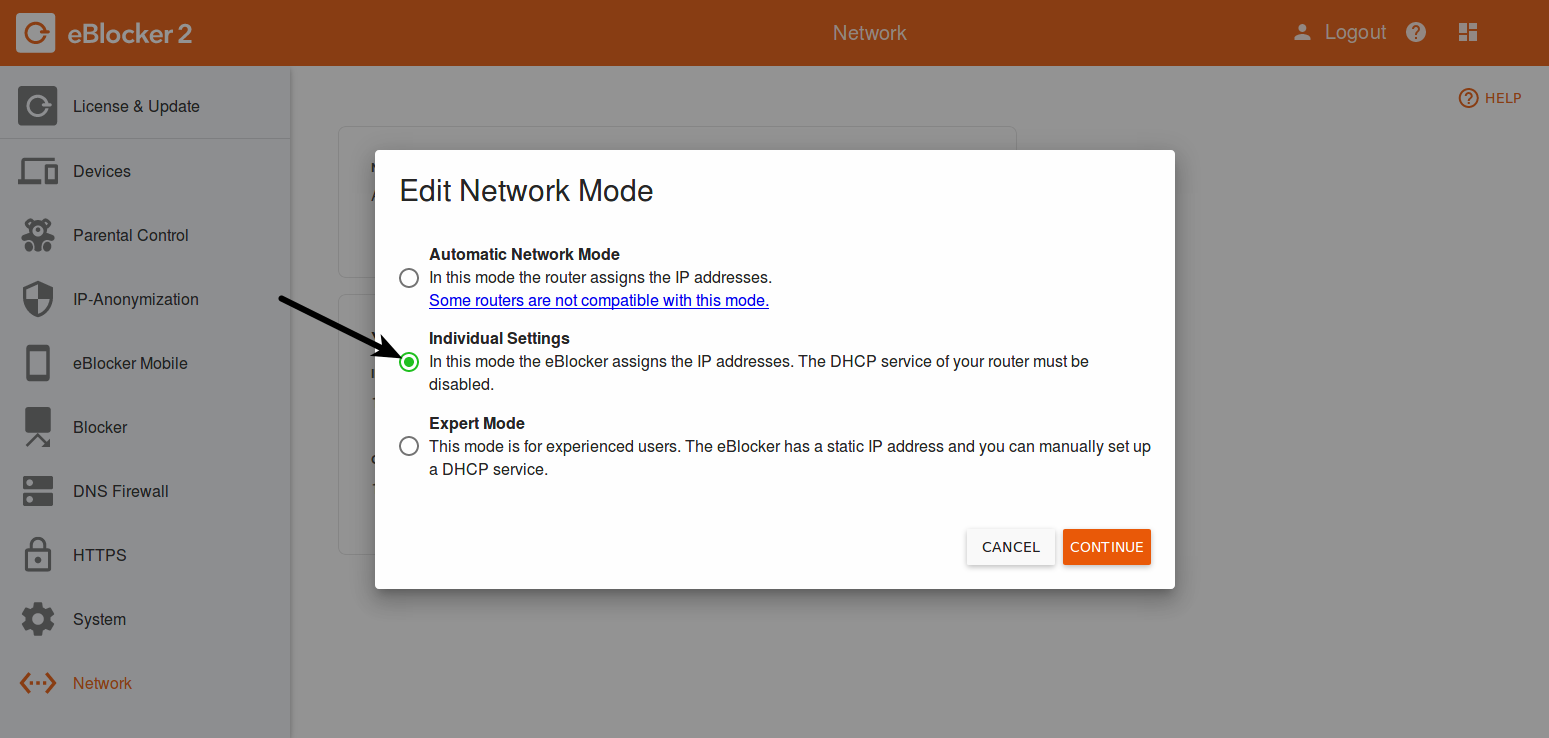 eBlocker 2
Network
Logout
License & Update
HELP
Devices
Parental Control
IP-Anonymization
eBlocker Mobile
Blocker
DNS Firewall
HTTPS
System
Network
Edit Network Mode
Automatic Network Mode
In this mode the router assigns the IP addresses.
Some routers are not compatible with this mode.
Individual Settings
In this mode the eBlocker assigns the IP addresses. The DHCP service of your router must be
disabled.
Expert Mode
This mode is for experienced users. The eBlocker has a static IP address and you can manually set up
a DHCP service.
CANCEL
CONTINUE